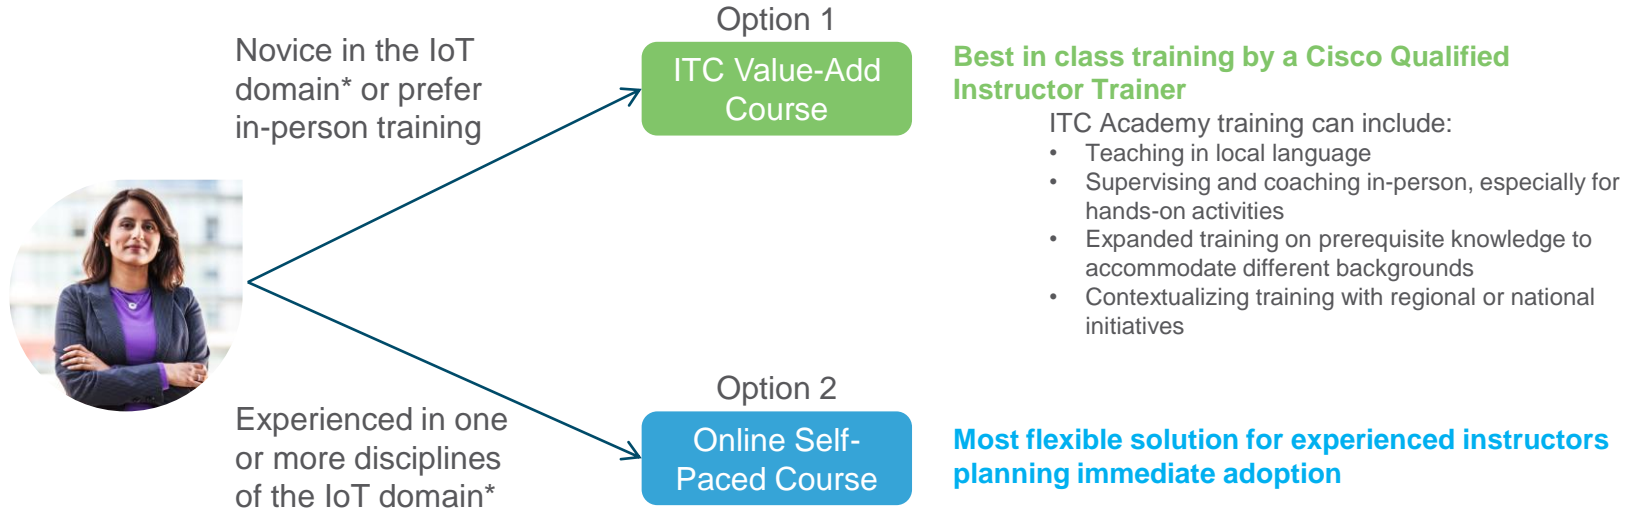 Novice in the IoT
domain* or prefer
in-person training
Option 1
ITC Value-Add
Course
Best in class training by a Cisco Qualified
Instructor Trainer
ITC Academy training can include:
• Teaching in local language
• Supervising and coaching in-person, especially for
hands-on activities
• Expanded training on prerequisite knowledge to
accommodate different backgrounds
• Contextualizing training with regional or national
initiatives
Experienced in one
or more disciplines
of the IoT domain*
Option 2
Online Self-
Paced Course
Most flexible solution for experienced instructors
planning immediate adoption